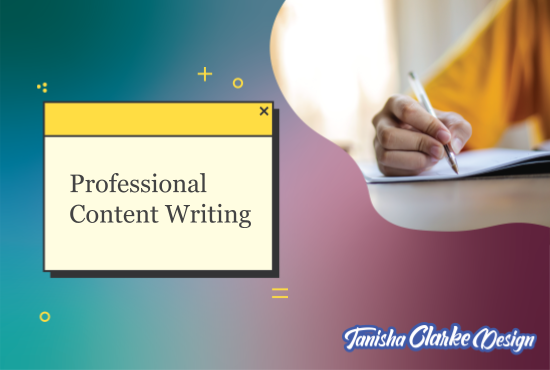 Professional
Content Writing
Tanisha Clarke Design